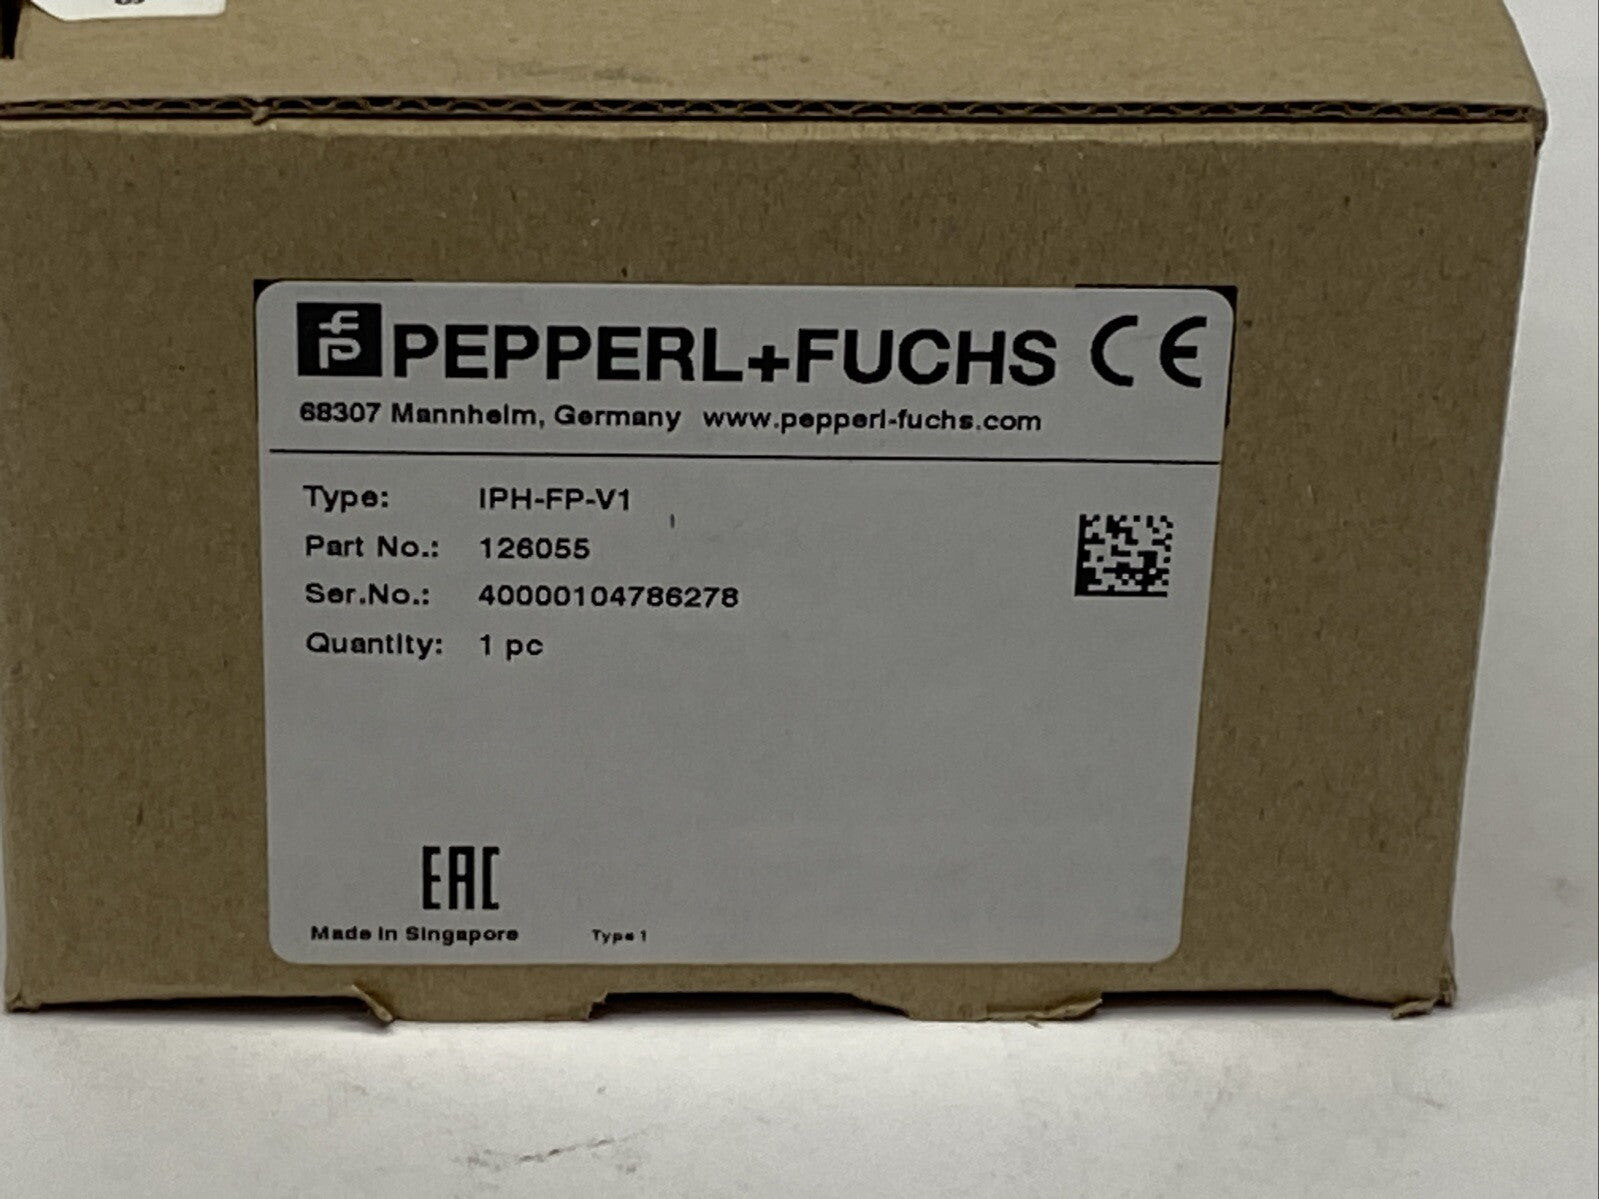 PEPPERL+FUCHS CE
68307 Mannheim, Germany www.pepperl-fuchs.com
Type: IPH-FP-V1
Part No.: 126055
Ser.No.: 40000104786278
Quantity: 1 pc
EAC
Made in Singapore Type 1